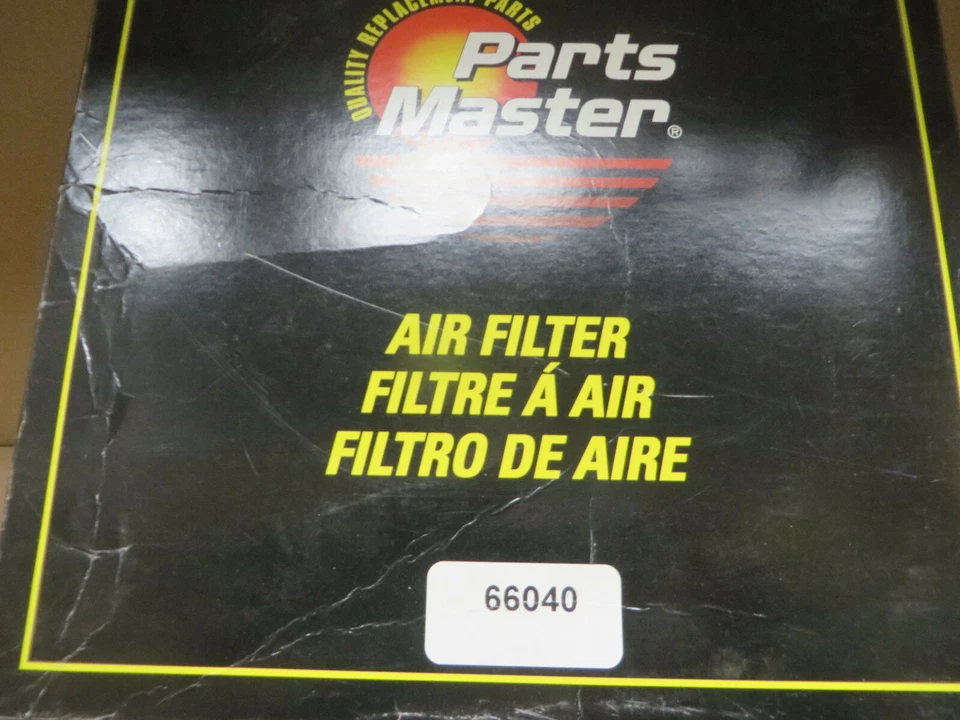 QUALITY REPLACEMENT PARTS
Parts
Master®
AIR FILTER
FILTRE Á AIR
FILTRO DE AIRE
66040